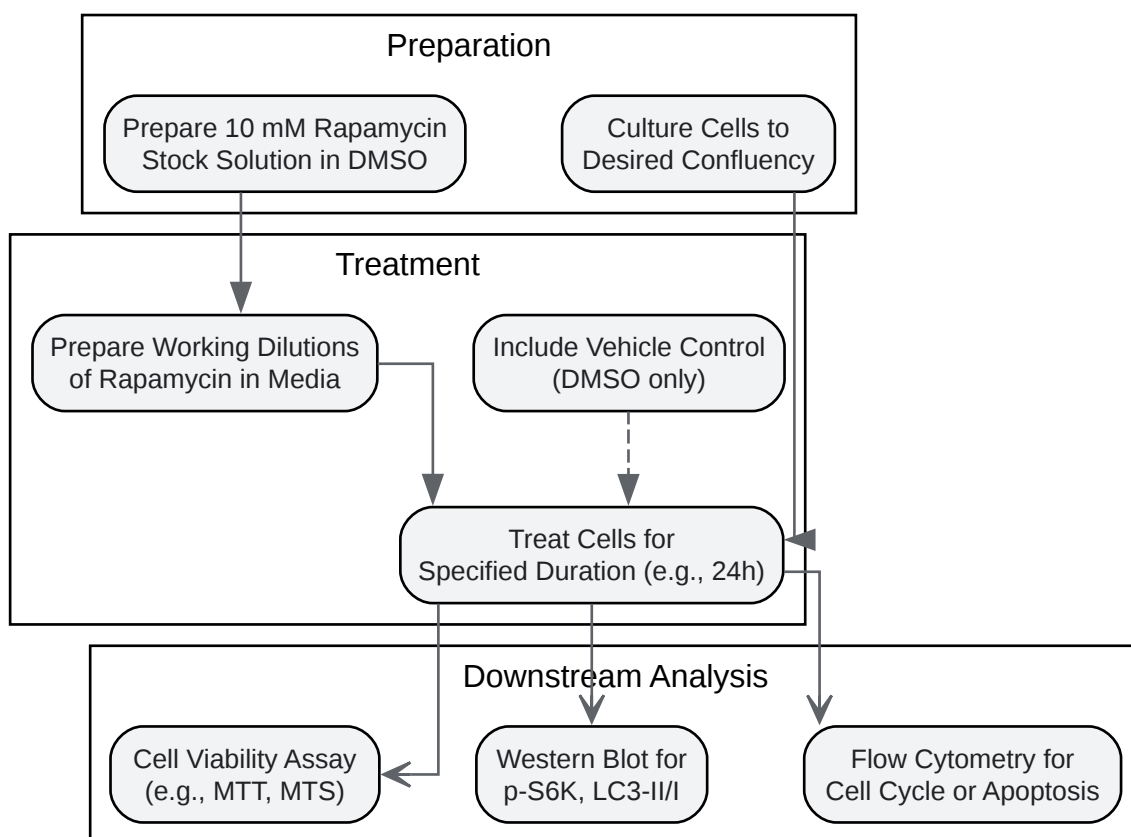 Preparation
Prepare 10 mM Rapamycin
Stock Solution in DMSO
Culture Cells to
Desired Confluency
Treatment
Prepare Working Dilutions
of Rapamycin in Media
Include Vehicle Control
(DMSO only)
Treat Cells for
Specified Duration (e.g., 24h)
Downstream Analysis
Cell Viability Assay
(e.g., MTT, MTS)
Western Blot for
p-S6K, LC3-II/I
Flow Cytometry for
Cell Cycle or Apoptosis